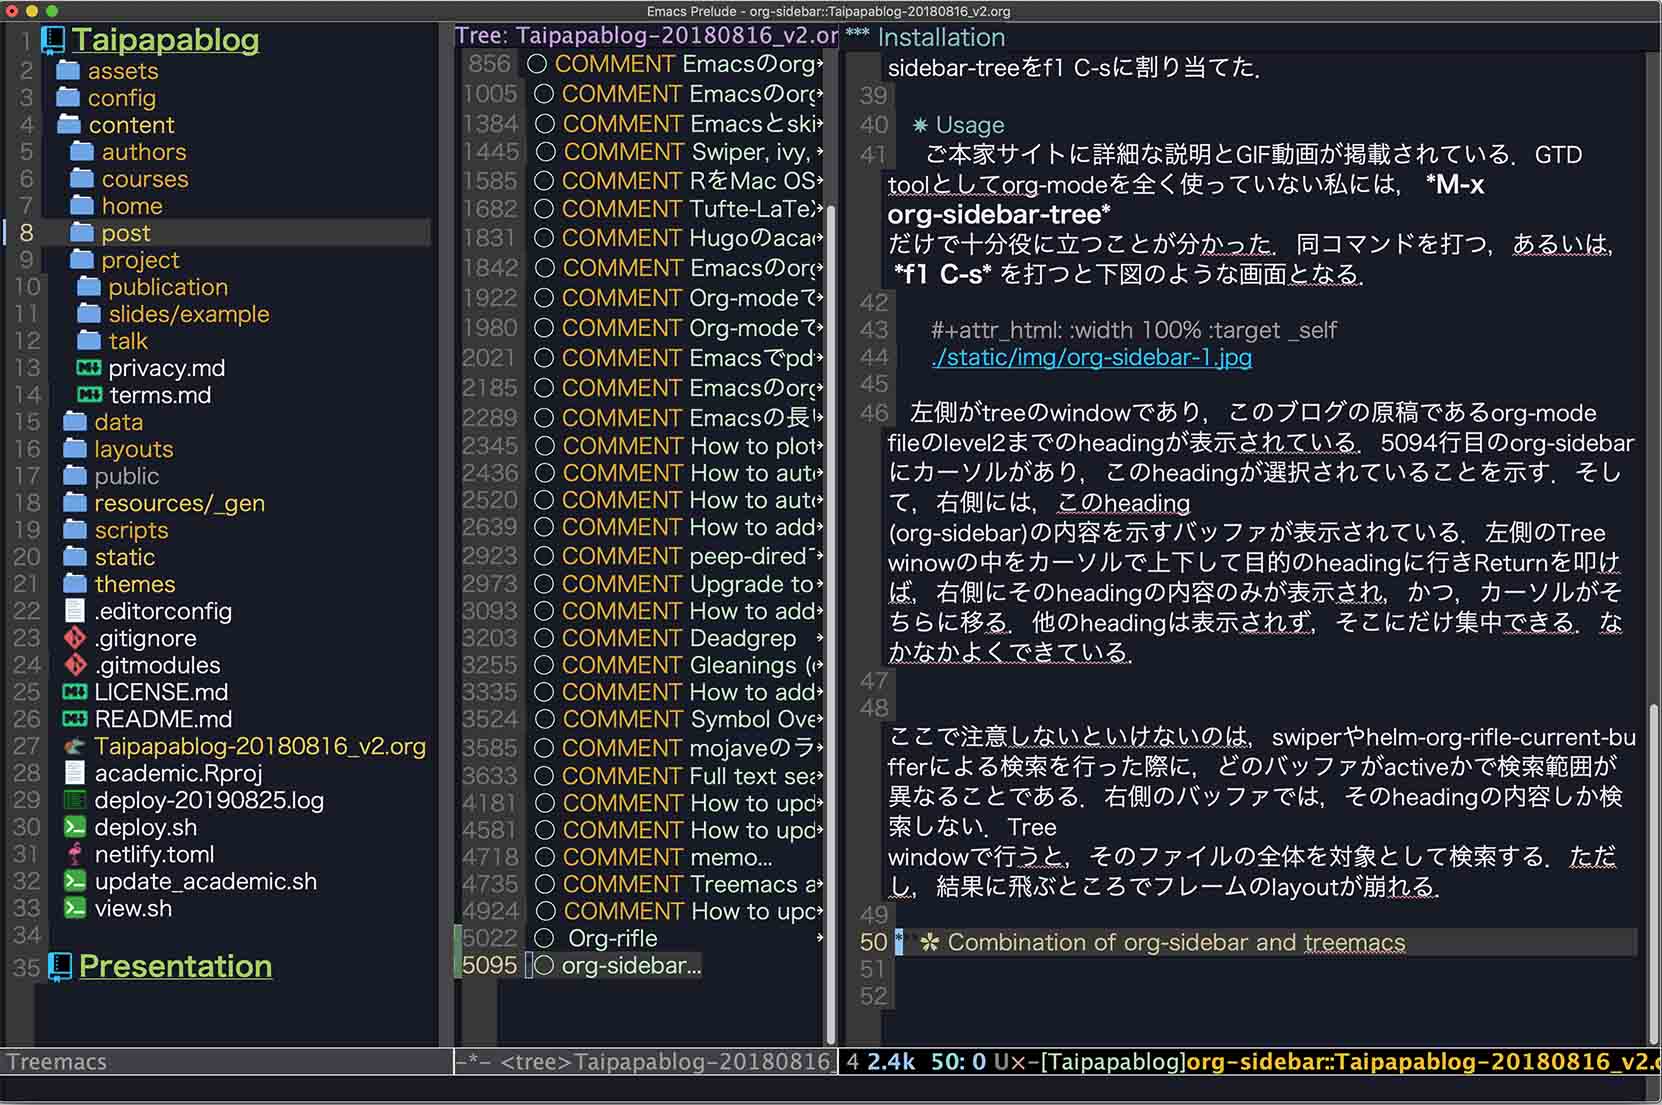 Emacs Prelude - org-sidebar::Taipapablog-20180816_v2.org
1 Taipapablog
2 assets
3 config
4 content
5 authors
6 courses
7 home
8 post
9 project
10 publication
11 slides/example
12 talk
13 privacy.md
14 terms.md
15 data
16 layouts
17 public
18 resources/_gen
19 scripts
20 static
21 themes
22 .editorconfig
23 .gitignore
24 .gitmodules
25 LICENSE.md
26 README.md
27 Taipapablog-20180816_v2.org
28 academic.Rproj
29 deploy-20190825.log
30 deploy.sh
31 netlify.toml
32 update_academic.sh
33 view.sh
34
35 Presentation
Treemacs
Tree: Taipapablog-20180816_v2.or
856 ○ COMMENT Emacsのorg
1005 ○ COMMENT Emacsのorg
1384 ○ COMMENT Emacsとski
1445 ○ COMMENT Swiper, ivy,
1585 ○ COMMENT RをMac OS
1682 ○ COMMENT Tufte-LaTeX
1831 ○ COMMENT Hugoのaca
1842 ○ COMMENT Emacsのorg
1922 ○ COMMENT Org-modeで
1980 ○ COMMENT Org-modeで
2021 ○ COMMENT Emacsでpd
2185 ○ COMMENT Emacsのorg
2289 ○ COMMENT Emacsの長い
2345 ○ COMMENT How to plot
2436 ○ COMMENT How to auto
2520 ○ COMMENT How to auto
2639 ○ COMMENT How to add
2923 ○ COMMENT peep-dired
2973 ○ COMMENT Upgrade to
3093 ○ COMMENT How to add
3203 ○ COMMENT Deadgrep
3255 ○ COMMENT Gleanings (
3335 ○ COMMENT How to add
3524 ○ COMMENT Symbol Ove
3585 ○ COMMENT mojaveのラ
3633 ○ COMMENT Full text sea
4181 ○ COMMENT How to upd
4581 ○ COMMENT How to upd
4718 ○ COMMENT memo...
4735 ○ COMMENT Treemacs a
4924 ○ COMMENT How to upd
5022 ○ Org-rifle
5095 ○ org-sidebar...
-*- <tree>Taipapablog-20180816_
*** Installation
sidebar-treeをf1 C-sに割り当てた．
39
40 ✷ Usage
41 ご本家サイトに詳細な説明とGIF動画が掲載されている．GTD
toolとしてorg-modeを全く使っていない私には， *M-x
org-sidebar-tree*
だけで十分役に立つことが分かった．同コマンドを打つ，あるいは，
*f1 C-s* を打つと下図のような画面となる．
42
43 #+attr_html: :width 100% :target _self
44 ./static/img/org-sidebar-1.jpg
45
46 左側がtreeのwindowであり，このブログの原稿であるorg-mode
fileのlevel2までのheadingが表示されている．5094行目のorg-sidebar
にカーソルがあり，このheadingが選択されていることを示す．そし
て，右側には，このheading
(org-sidebar)の内容を示すバッファが表示されている．左側のTree
winowの中をカーソルで上下して目的のheadingに行きReturnを叩け
ば，右側にそのheadingの内容のみが表示され，かつ，カーソルがそ
ちらに移る．他のheadingは表示されず，そこにだけ集中できる．な
かなかよくできている．
47
48
ここで注意しないといけないのは，swiperやhelm-org-rifle-current-bu
fferによる検索を行った際に，どのバッファがactiveかで検索範囲が
異なることである．右側のバッファでは，そのheadingの内容しか検
索しない．Tree
windowで行うと，そのファイルの全体を対象として検索する．ただ
し，結果に飛ぶところでフレームのlayoutが崩れる．
49
50 ***✲ Combination of org-sidebar and treemacs
51
52
4 2.4k 50: 0 U×-[Taipapablog]org-sidebar::Taipapablog-20180816_v2.o